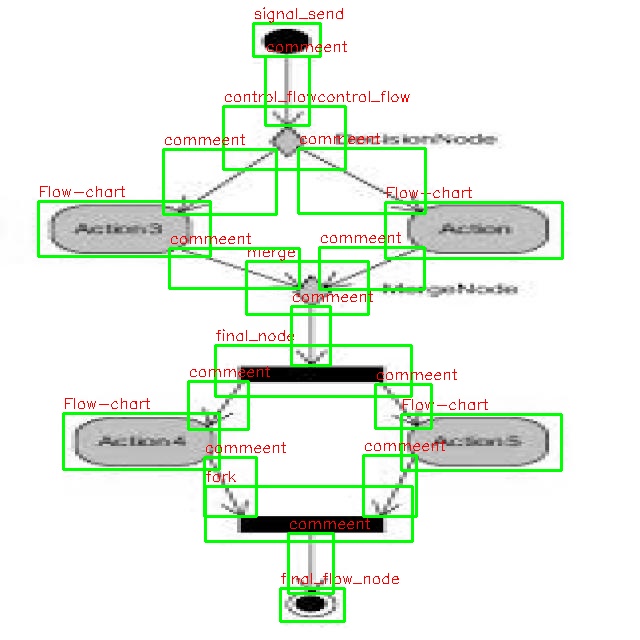 signal_send
commeent
control_flowcontrol_flow
commeent commeent DecisionNode
Flow-chart Flow-chart
Action3 Action
commeent commeent
merge
MergeNode
commeent
final_node
commeent commeent
Flow-chart Flow-chart
Action4 Action5
commeent commeent
fork
commeent
final_flow_node